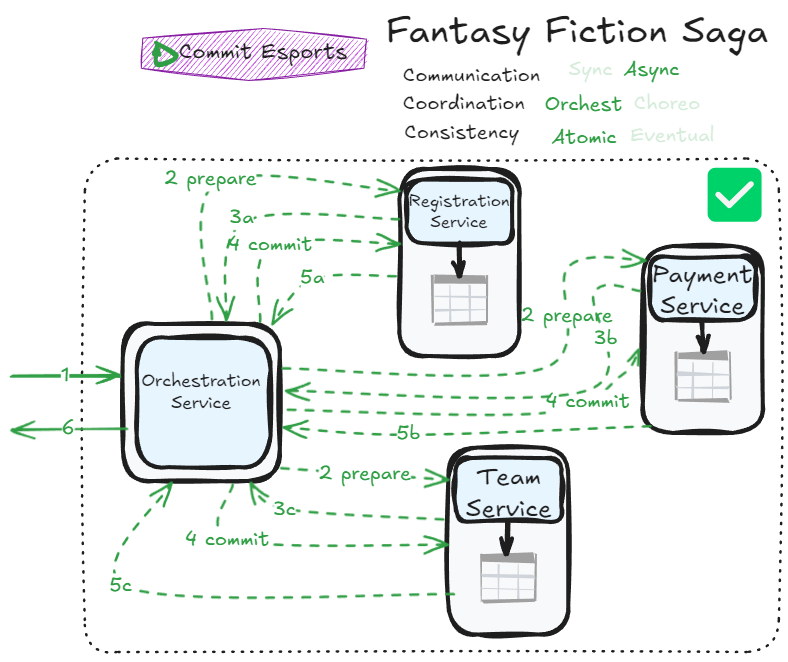 Fantasy Fiction Saga
Commit Esports
Communication Sync Async
Coordination Orchest Choreo
Consistency Atomic Eventual
2 prepare
3a
4 commit
5a
Registration
Service
Payment
Service
2 prepare
3b
4 commit
5b
1
Orchestration
Service
6
Team
Service
2 prepare
3c
4 commit
5c